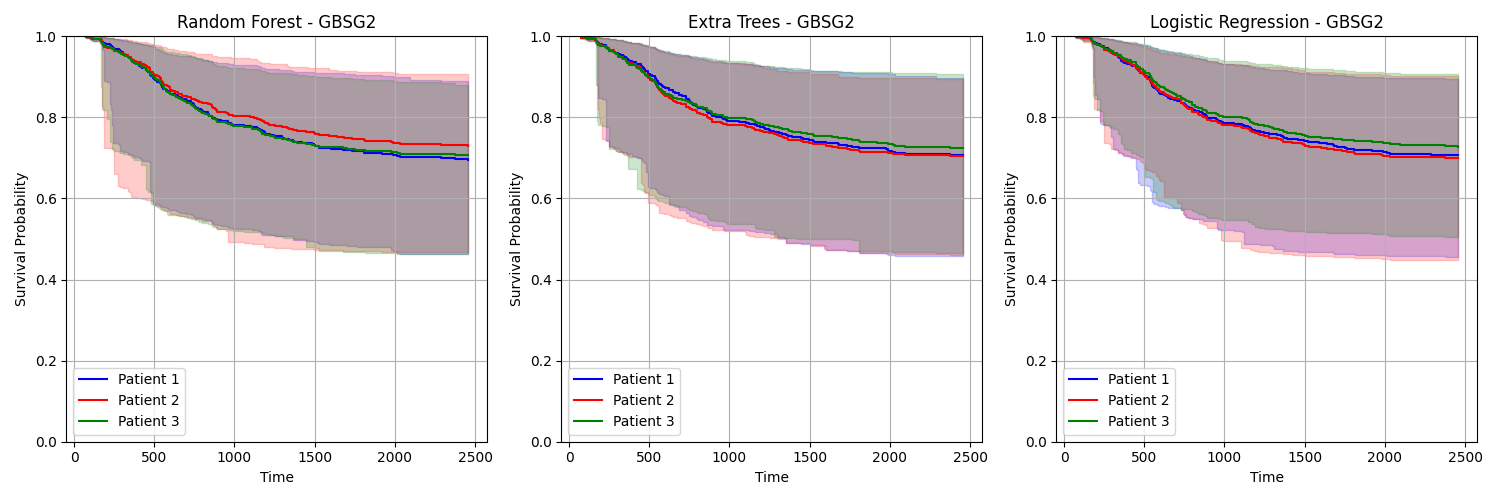 Random Forest - GBSG2
Survival Probability
1.0
0.8
0.6
0.4
0.2
0.0
0 500 1000 1500 2000 2500
Time
Patient 1
Patient 2
Patient 3
Extra Trees - GBSG2
Survival Probability
1.0
0.8
0.6
0.4
0.2
0.0
0 500 1000 1500 2000 2500
Time
Patient 1
Patient 2
Patient 3
Logistic Regression - GBSG2
Survival Probability
1.0
0.8
0.6
0.4
0.2
0.0
0 500 1000 1500 2000 2500
Time
Patient 1
Patient 2
Patient 3